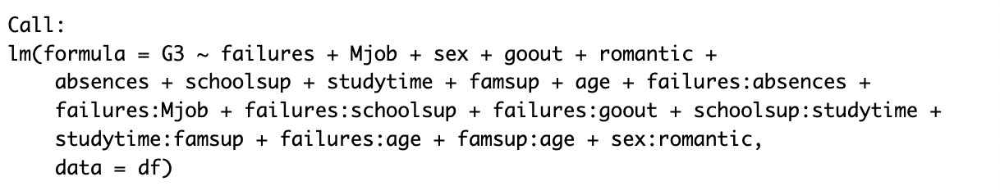 Call:
lm(formula = G3 ~ failures + Mjob + sex + goout + romantic +
    absences + schoolsup + studytime + famsup + age + failures:absences +
    failures:Mjob + failures:schoolsup + failures:goout + schoolsup:studytime +
    studytime:famsup + failures:age + famsup:age + sex:romantic,
    data = df)